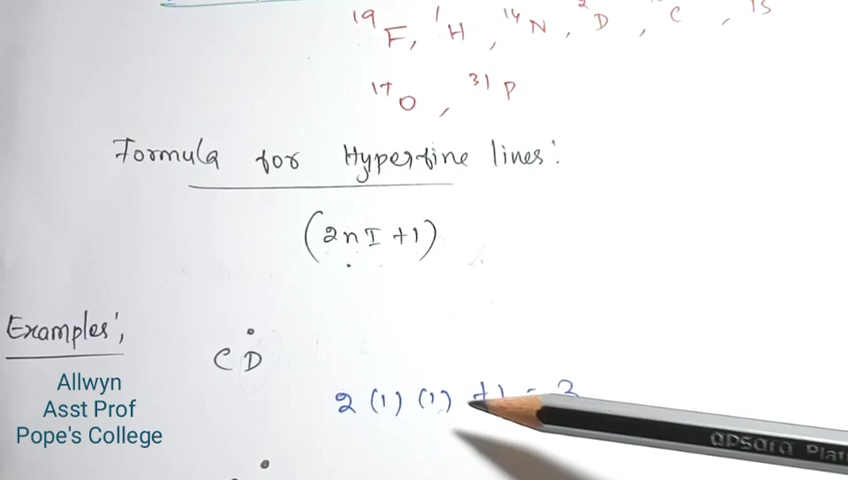 19F, 1H, 14N, 2D, C, 15
17O, 31P
Formula for Hyperfine lines:
(2nI+1)
Examples;
CD
2(1)(1)+1=3
Allwyn
Asst Prof
Pope's College
apsara Pla